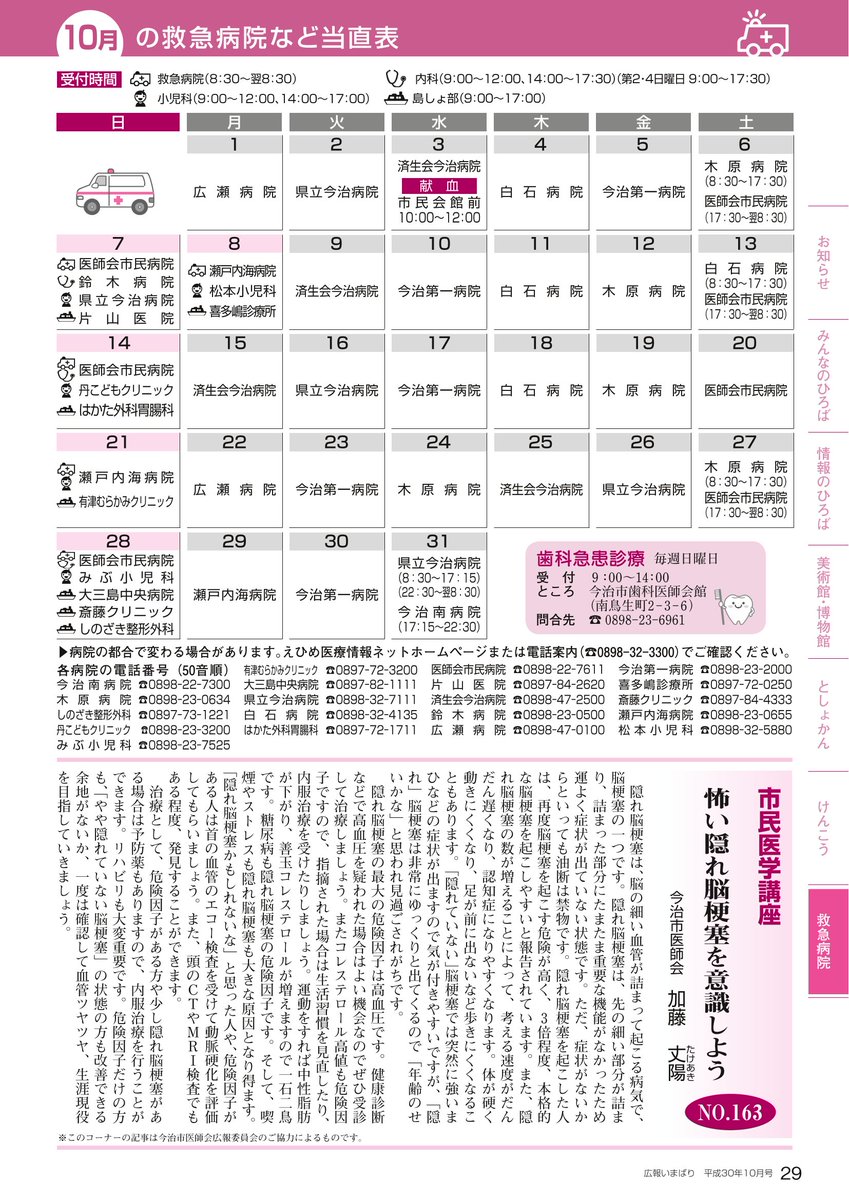 10月 の救急病院など当直表
受付時間 救急病院(8:30～翌8:30) 内科(9:00～12:00、14:00～17:30)(第2・4日曜日 9:00～17:30)
小児科(9:00～12:00、14:00～17:00) 島しょ部(9:00～17:00)
日 月 火 水 木 金 土
1
広瀬病院
2
県立今治病院
3
済生会今治病院
献血
市民会館前
10:00～12:00
4
白石病院
5
今治第一病院
6
木原病院
(8:30～17:30)
医師会市民病院
(17:30～翌8:30)
7
医師会市民病院
鈴木病院
県立今治病院
片山医院
8
瀬戸内海病院
松本小児科
喜多嶋診療所
9
済生会今治病院
10
今治第一病院
11
白石病院
12
木原病院
13
白石病院
(8:30～17:30)
医師会市民病院
(17:30～翌8:30)
14
医師会市民病院
丹こどもクリニック
はかた外科胃腸科
15
済生会今治病院
16
県立今治病院
17
今治第一病院
18
白石病院
19
木原病院
20
医師会市民病院
21
瀬戸内海病院
有津むらかみクリニック
22
広瀬病院
23
今治第一病院
24
木原病院
25
済生会今治病院
26
県立今治病院
27
木原病院
(8:30～17:30)
医師会市民病院
(17:30～翌8:30)
28
医師会市民病院
みぶ小児科
大三島中央病院
斎藤クリニック
しのざき整形外科
29
瀬戸内海病院
30
今治第一病院
31
県立今治病院
(8:30～17:15)
(22:30～翌8:30)
今治南病院
(17:15～22:30)
歯科急患診療 毎週日曜日
受付 9:00～14:00
ところ 今治市歯科医師会館
(南鳥生町2-3-6)
問合先 ☎0898-23-6961
▶病院の都合で変わる場合があります。えひめ医療情報ネットホームページまたは電話案内(☎0898-32-3300)でご確認ください。
各病院の電話番号(50音順) 有津むらかみクリニック ☎0897-72-3200 医師会市民病院 ☎0898-22-7611 今治第一病院 ☎0898-23-2000
今治南病院 ☎0898-22-7300 大三島中央病院 ☎0897-82-1111 片山医院 ☎0897-84-2620 喜多嶋診療所 ☎0897-72-0250
木原病院 ☎0898-23-0634 県立今治病院 ☎0898-32-7111 済生会今治病院 ☎0898-47-2500 斎藤クリニック ☎0897-84-4333
しのざき整形外科 ☎0897-73-1221 白石病院 ☎0898-32-4135 鈴木病院 ☎0898-23-0500 瀬戸内海病院 ☎0898-23-0655
丹こどもクリニック ☎0898-23-3200 はかた外科胃腸科 ☎0897-72-1711 広瀬病院 ☎0898-47-0100 松本小児科 ☎0898-32-5880
みぶ小児科 ☎0898-23-7525
市民医学講座
怖い隠れ脳梗塞を意識しよう
今治市医師会 加藤 丈陽
たけあき
NO.163
隠れ脳梗塞は、脳の細い血管が詰まって起こる病気で、
脳梗塞の一つです。隠れ脳梗塞は、先の細い部分が詰ま
り、詰まった部分にたまたま重要な機能がなかったため
運よく症状が出ていない状態です。ただ、症状がないか
らといっても油断は禁物です。隠れ脳梗塞を起こした人
は、再度脳梗塞を起こす危険が高く、3倍程度、本格的
な脳梗塞を起こしやすいと報告されています。また、隠
れ脳梗塞の数が増えることによって、考える速度がだん
だん遅くなり、認知症になりやすくなります。体が硬く
動きにくくなり、足が前に出ないなど歩きにくくなるこ
ともあります。「隠れていない」脳梗塞では突然に強いま
ひなどの症状が出ますので気が付きやすいですが、「隠
れ」脳梗塞は非常にゆっくりと出てくるので「年齢のせ
いかな」と思われ見過ごされがちです。
隠れ脳梗塞の最大の危険因子は高血圧です。健康診断
などで高血圧を疑われた場合はよい機会なのでぜひ受診
して治療しましょう。またコレステロール高値も危険因
子ですので、指摘された場合は生活習慣を見直したり、
内服治療を受けたりしましょう。運動をすれば中性脂肪
が下がり、善玉コレステロールが増えますので一石二鳥
です。糖尿病も隠れ脳梗塞の危険因子です。そして、喫
煙やストレスも隠れ脳梗塞も大きな原因となり得ます。
「隠れ脳梗塞かもしれないな」と思った人や、危険因子が
ある人は首の血管のエコー検査を受けて動脈硬化を評価
してもらいましょう。また、頭のCTやMRI検査でも
ある程度、発見することができます。
治療として、危険因子がある方や少し隠れ脳梗塞があ
る場合は予防薬もありますので、内服治療を行うことが
できます。リハビリも大変重要です。危険因子だけの方
も、「やや隠れていない脳梗塞」の状態の方も改善できる
余地がないか、一度は確認して血管ツヤツヤ、生涯現役
を目指していきましょう。
※このコーナーの記事は今治市医師会広報委員会のご協力によるものです。
お知らせ
みんなのひろば
情報のひろば
美術館・博物館
としょかん
けんこう
救急病院
広報いまばり 平成30年10月号 29